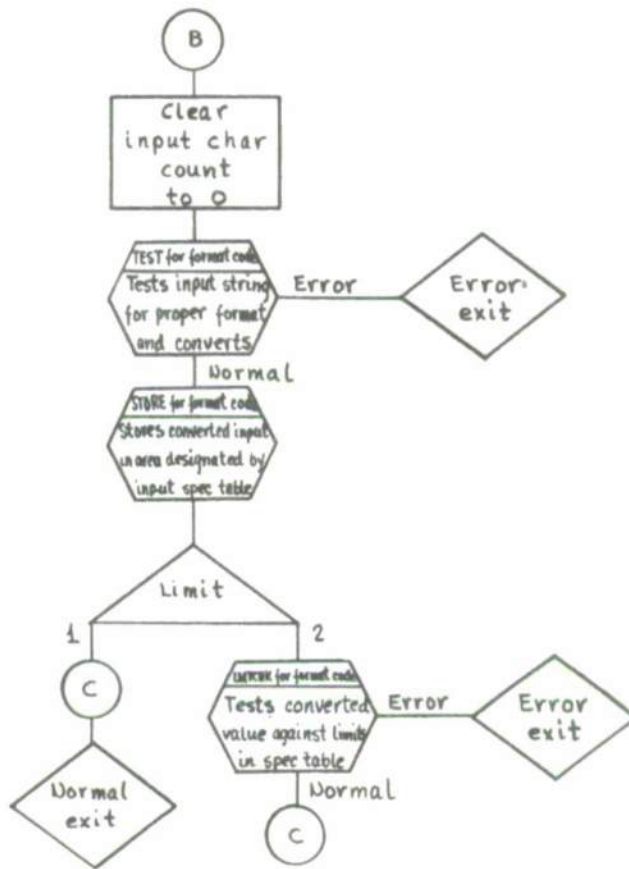 B
Clear
input char
count
to 0
TEST for format code
Tests input string
for proper format
and converts
Error
Error
exit
Normal
STORE for format code
Stores converted input
in area designated by
input spec table
Limit
1
2
C
Normal
exit
LMTCHK for format code
Tests converted
value against limits
in spec table
Error
Error
exit
Normal
C